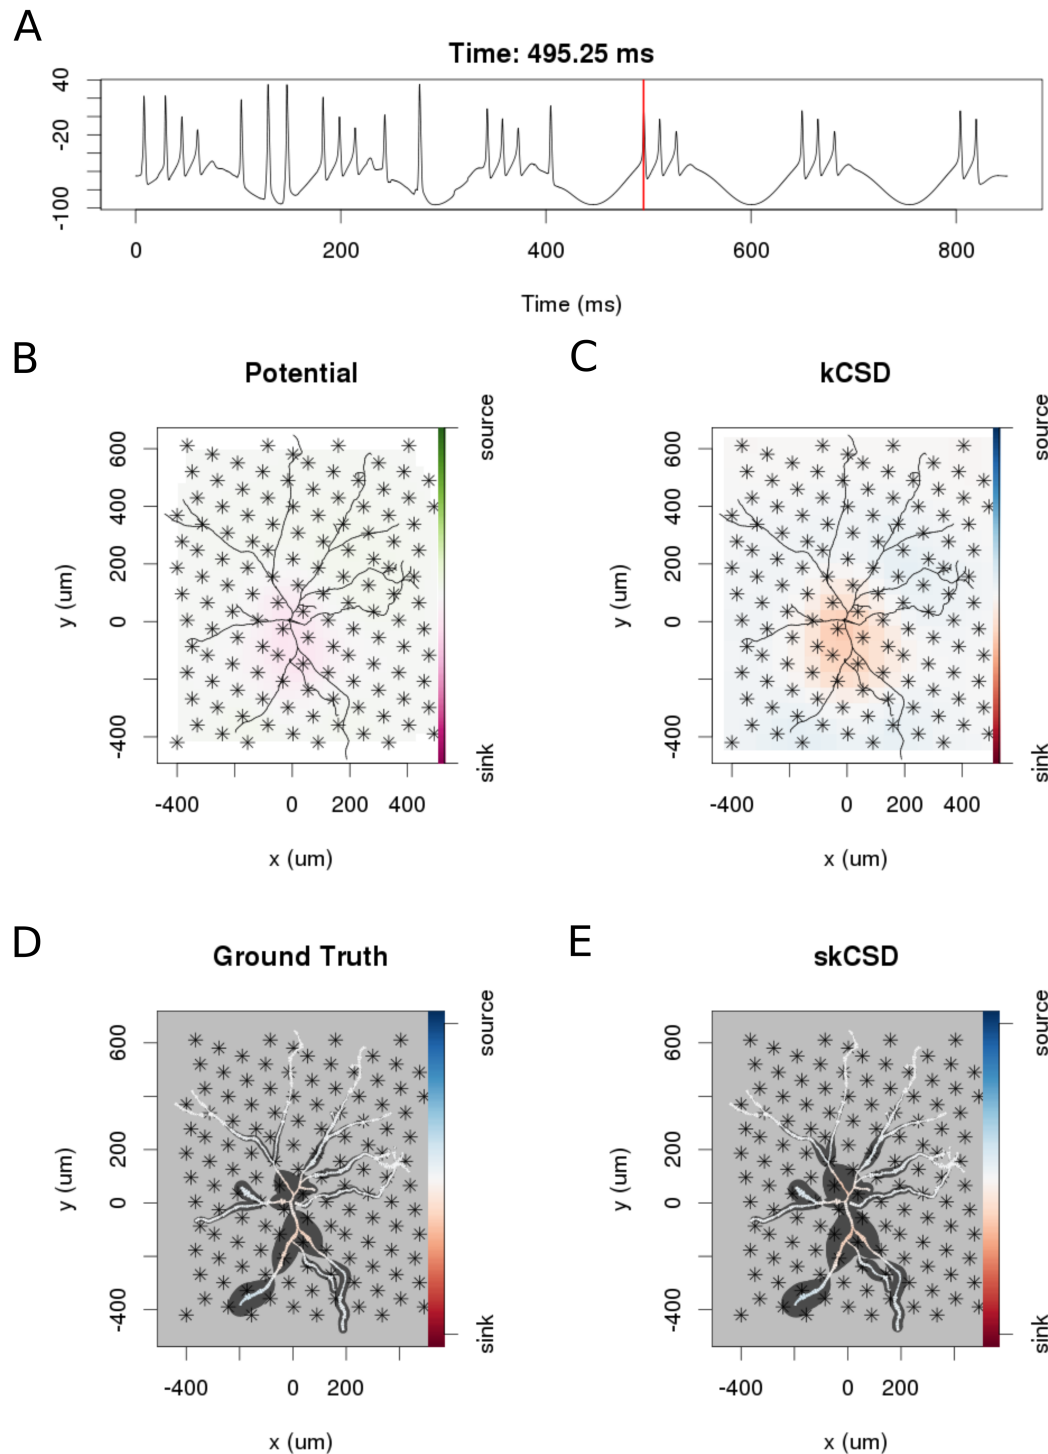 A
Time: 495.25 ms
40
-20
-100
0 200 400 600 800
Time (ms)
B
Potential
C
kCSD
source
source
600
400
200
0
-400
y (um)
sink
600
400
200
0
-400
y (um)
sink
-400 0 200 400
x (um)
-400 0 200 400
x (um)
D
Ground Truth
E
skCSD
source
source
600
200
0
-400
y (um)
sink
600
200
0
-400
y (um)
sink
-400 0 200
x (um)
-400 0 200
x (um)